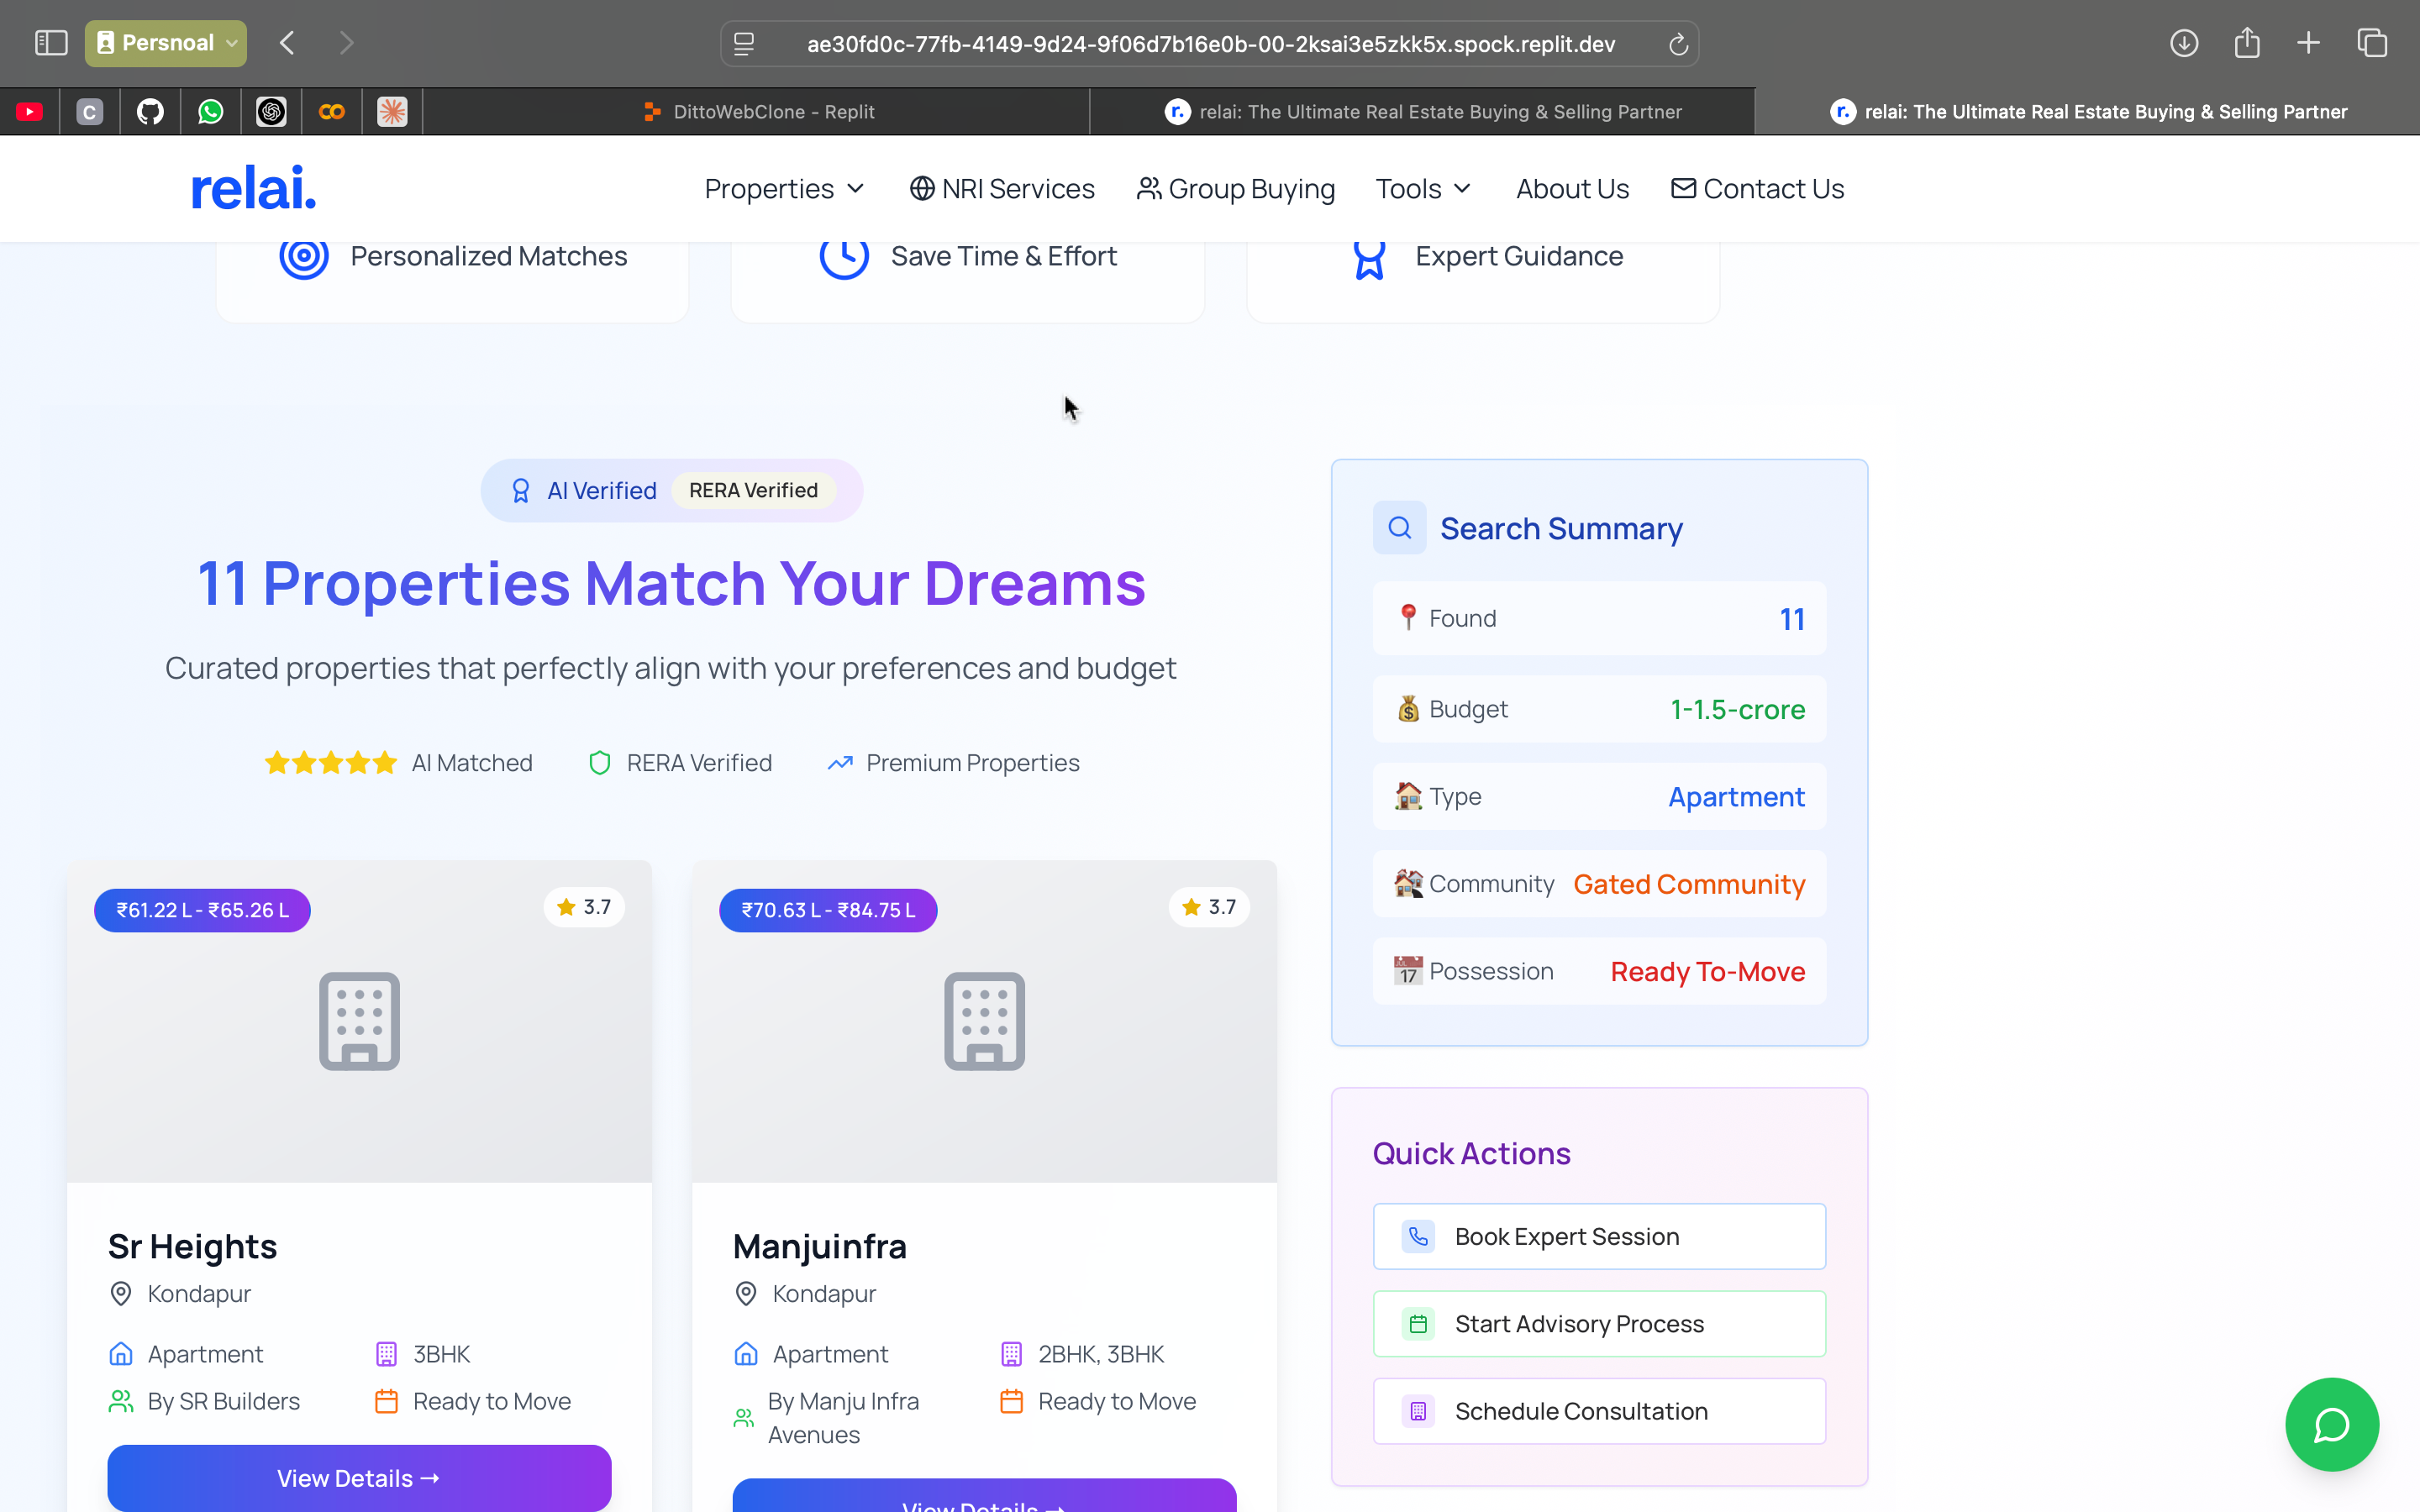 Persnoal
ae30fd0c-77fb-4149-9d24-9f06d7b16e0b-00-2ksai3e5zkk5x.spock.replit.dev
C
DittoWebClone - Replit
r.
relai: The Ultimate Real Estate Buying & Selling Partner
r.
relai: The Ultimate Real Estate Buying & Selling Partner
relai.
Properties
NRI Services
Group Buying
Tools
About Us
Contact Us
Personalized Matches
Save Time & Effort
Expert Guidance
AI Verified
RERA Verified
11 Properties Match Your Dreams
Curated properties that perfectly align with your preferences and budget
AI Matched
RERA Verified
Premium Properties
₹61.22 L - ₹65.26 L
3.7
Sr Heights
Kondapur
Apartment
3BHK
By SR Builders
Ready to Move
View Details →
₹70.63 L - ₹84.75 L
3.7
Manjuinfra
Kondapur
Apartment
2BHK, 3BHK
By Manju Infra
Avenues
Ready to Move
View Details →
Search Summary
📍 Found 11
💰 Budget 1-1.5-crore
🏠 Type Apartment
🏘️ Community Gated Community
📅 Possession Ready To-Move
Quick Actions
Book Expert Session
Start Advisory Process
Schedule Consultation